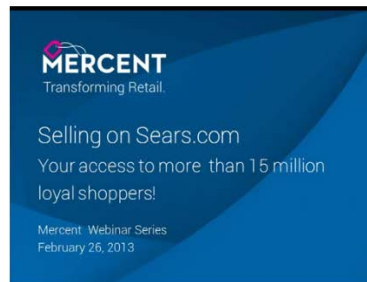 MERCENT
Transforming Retail.
Selling on Sears.com
Your access to more than 15 million
loyal shoppers!
Mercent Webinar Series
February 26, 2013